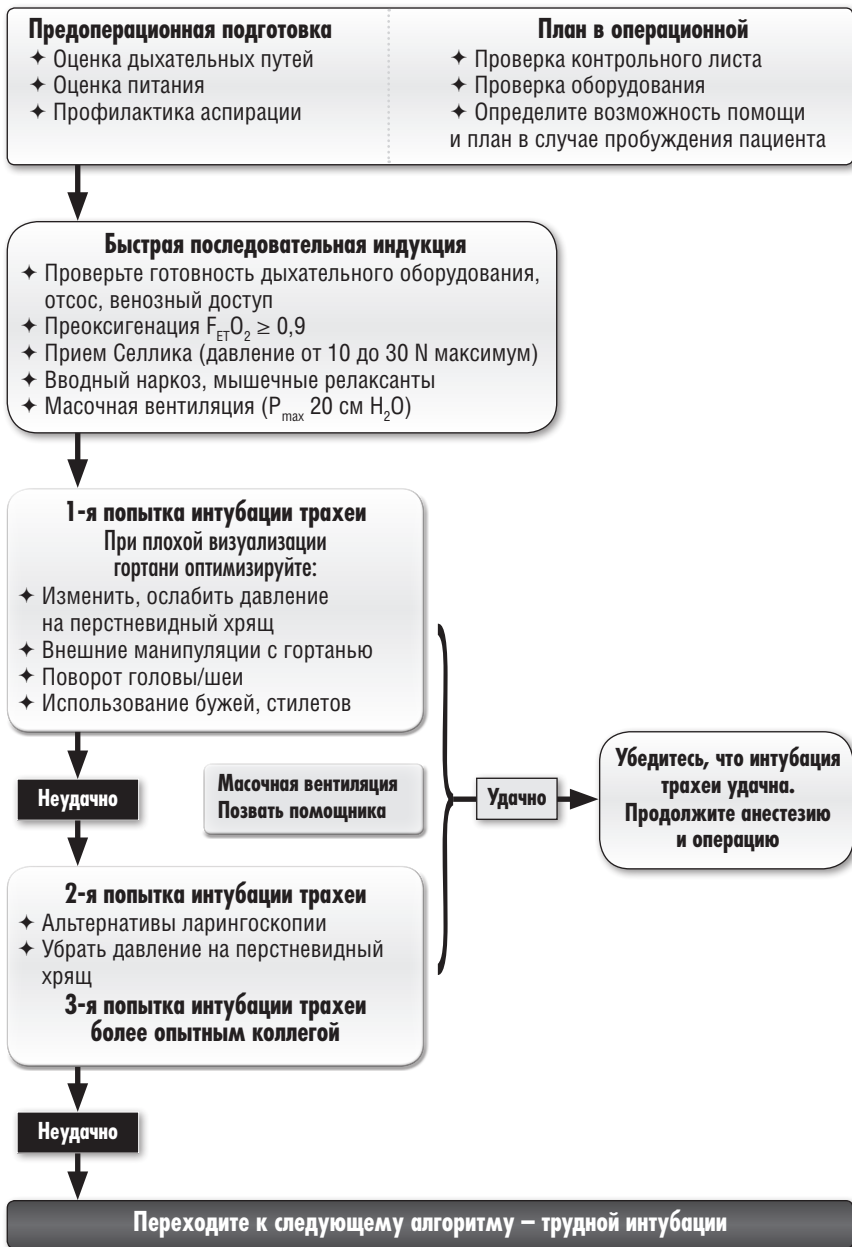 Предоперационная подготовка
✦ Оценка дыхательных путей
✦ Оценка питания
✦ Профилактика аспирации
План в операционной
✦ Проверка контрольного листа
✦ Проверка оборудования
✦ Определите возможность помощи
и план в случае пробуждения пациента
Быстрая последовательная индукция
✦ Проверьте готовность дыхательного оборудования,
отсос, венозный доступ
✦ Преоксигенация F_ET O₂ ≥ 0,9
✦ Прием Селлика (давление от 10 до 30 N максимум)
✦ Вводный наркоз, мышечные релаксанты
✦ Масочная вентиляция (P_max 20 см H₂O)
1-я попытка интубации трахеи
При плохой визуализации
гортани оптимизируйте:
✦ Изменить, ослабить давление
на перстневидный хрящ
✦ Внешние манипуляции с гортанью
✦ Поворот головы/шеи
✦ Использование бужей, стилетов
Неудачно
Масочная вентиляция
Позвать помощника
Удачно
Убедитесь, что интубация
трахеи удачна.
Продолжите анестезию
и операцию
2-я попытка интубации трахеи
✦ Альтернативы ларингоскопии
✦ Убрать давление на перстневидный
хрящ
3-я попытка интубации трахеи
более опытным коллегой
Неудачно
Переходите к следующему алгоритму – трудной интубации